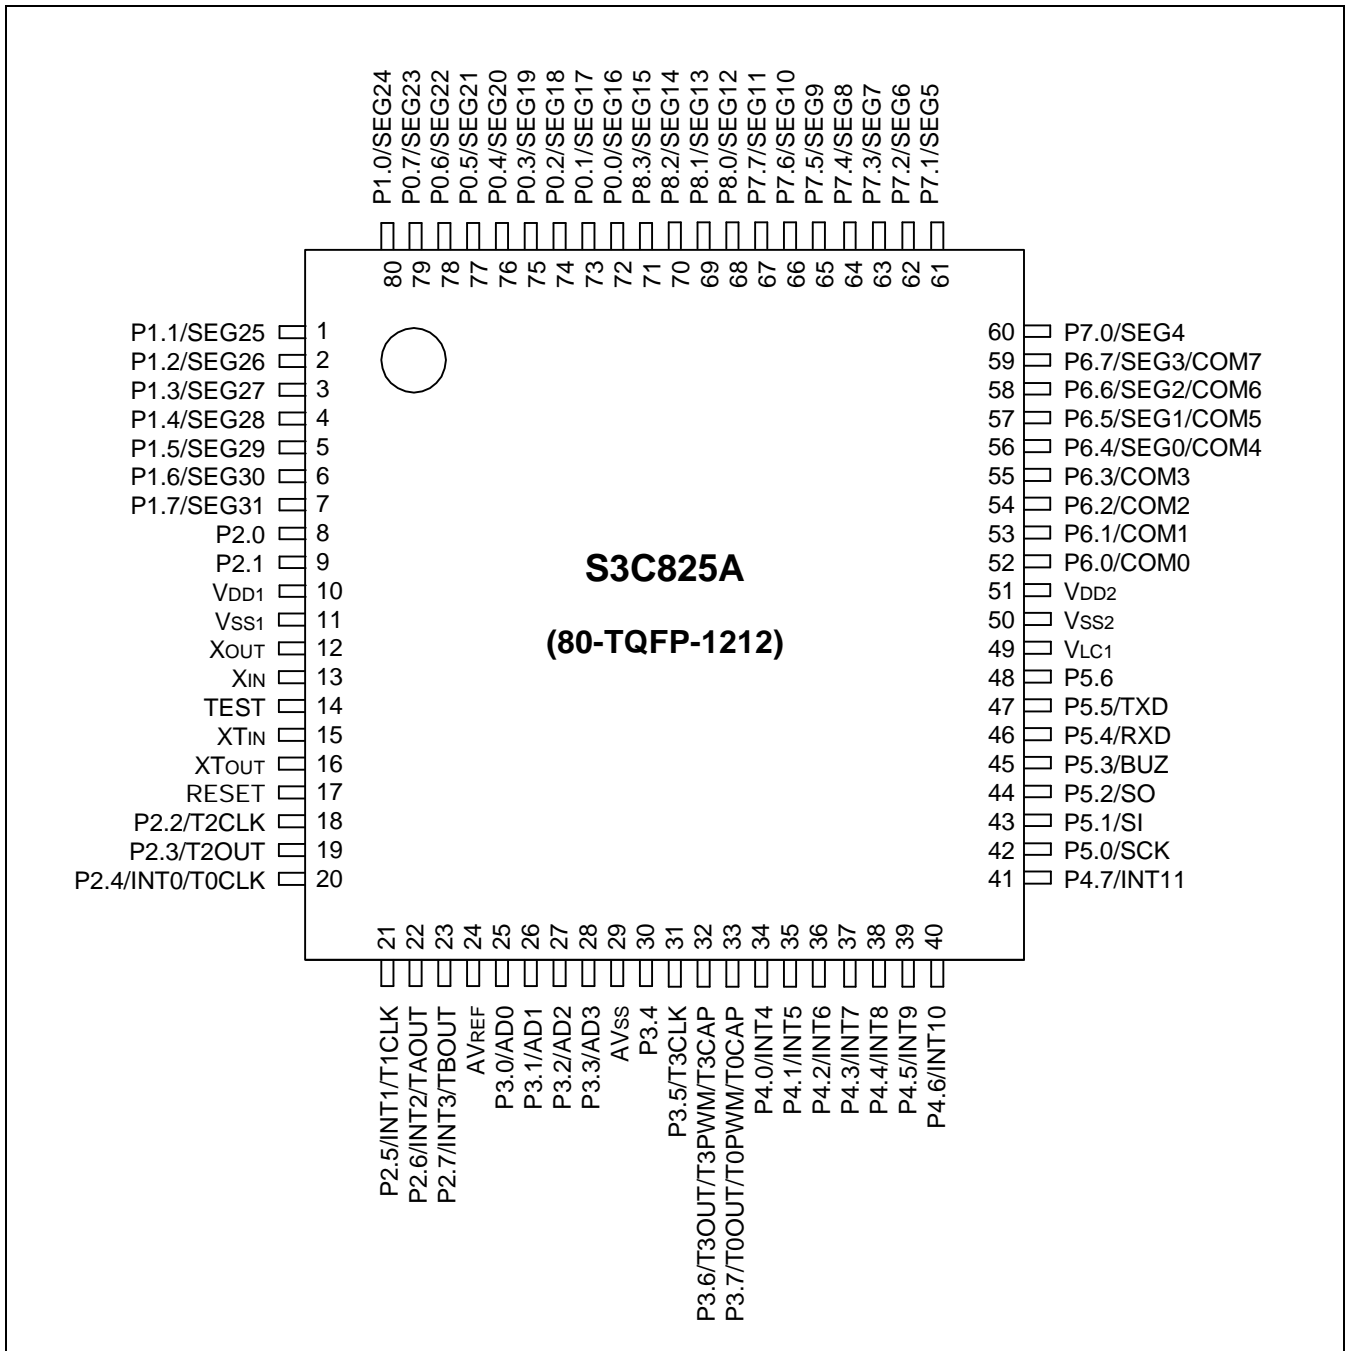 P1.0/SEG24
P0.7/SEG23
P0.6/SEG22
P0.5/SEG21
P0.4/SEG20
P0.3/SEG19
P0.2/SEG18
P0.1/SEG17
P0.0/SEG16
P8.3/SEG15
P8.2/SEG14
P8.1/SEG13
P8.0/SEG12
P7.7/SEG11
P7.6/SEG10
P7.5/SEG9
P7.4/SEG8
P7.3/SEG7
P7.2/SEG6
P7.1/SEG5
80
79
78
77
76
75
74
73
72
71
70
69
68
67
66
65
64
63
62
61
P1.1/SEG25 1
P1.2/SEG26 2
P1.3/SEG27 3
P1.4/SEG28 4
P1.5/SEG29 5
P1.6/SEG30 6
P1.7/SEG31 7
P2.0 8
P2.1 9
VDD1 10
VSS1 11
XOUT 12
XIN 13
TEST 14
XTIN 15
XTOUT 16
RESET 17
P2.2/T2CLK 18
P2.3/T2OUT 19
P2.4/INT0/T0CLK 20
S3C825A
(80-TQFP-1212)
60 P7.0/SEG4
59 P6.7/SEG3/COM7
58 P6.6/SEG2/COM6
57 P6.5/SEG1/COM5
56 P6.4/SEG0/COM4
55 P6.3/COM3
54 P6.2/COM2
53 P6.1/COM1
52 P6.0/COM0
51 VDD2
50 VSS2
49 VLC1
48 P5.6
47 P5.5/TXD
46 P5.4/RXD
45 P5.3/BUZ
44 P5.2/SO
43 P5.1/SI
42 P5.0/SCK
41 P4.7/INT11
21
22
23
24
25
26
27
28
29
30
31
32
33
34
35
36
37
38
39
40
P2.5/INT1/T1CLK
P2.6/INT2/TAOUT
P2.7/INT3/TBOUT
AVREF
P3.0/AD0
P3.1/AD1
P3.2/AD2
P3.3/AD3
AVSS
P3.4
P3.5/T3CLK
P3.6/T3OUT/T3PWM/T3CAP
P3.7/T0OUT/T0PWM/T0CAP
P4.0/INT4
P4.1/INT5
P4.2/INT6
P4.3/INT7
P4.4/INT8
P4.5/INT9
P4.6/INT10